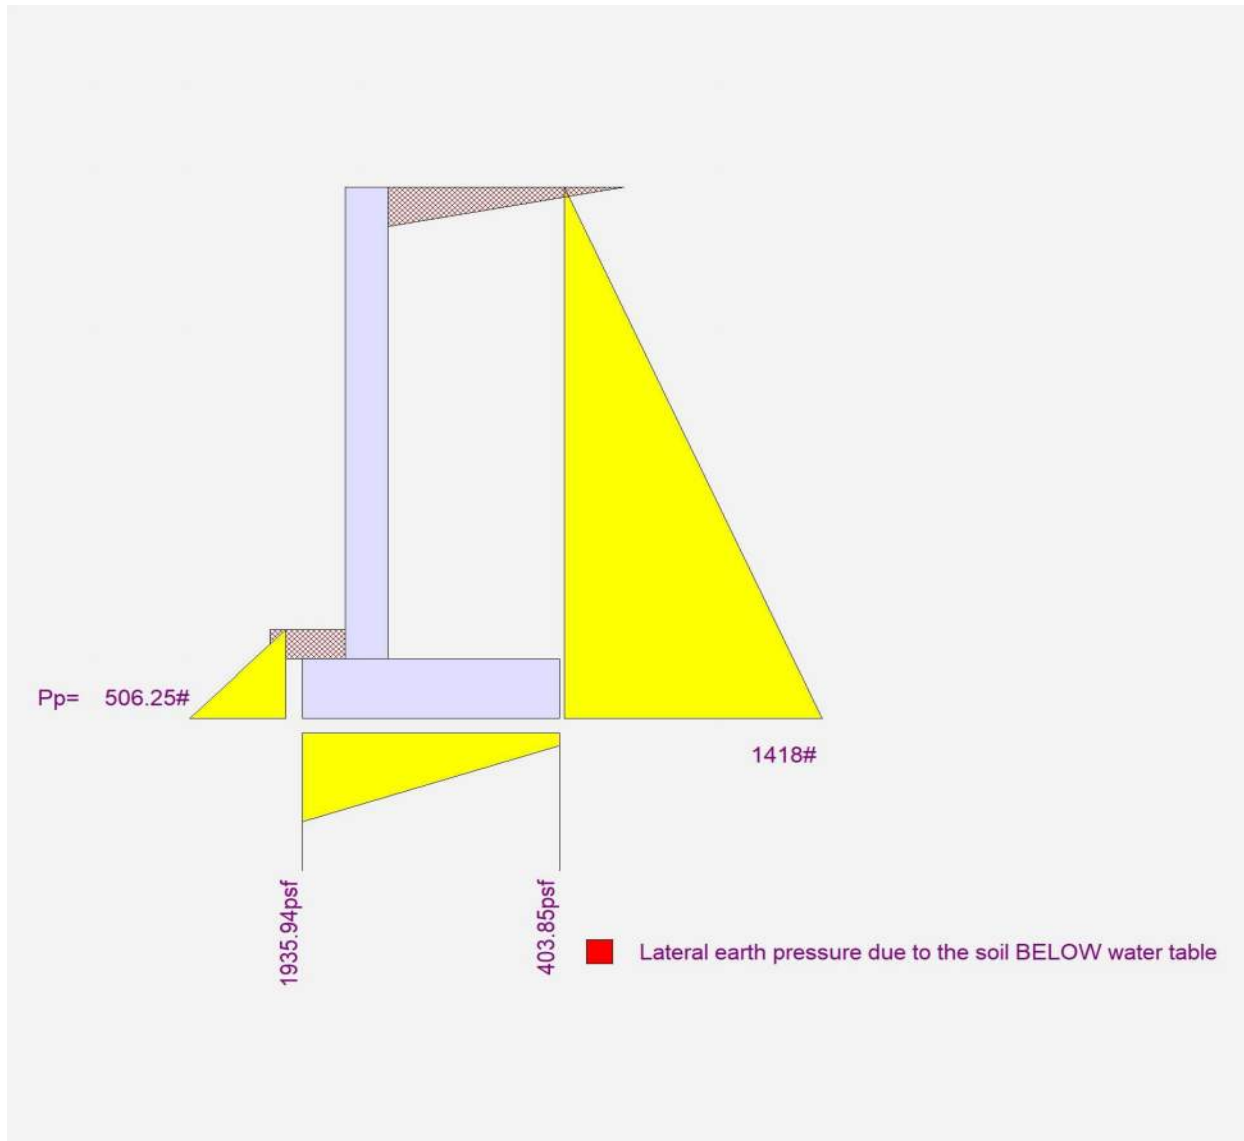 Pp= 506.25#
1418#
1935.94psf
403.85psf
Lateral earth pressure due to the soil BELOW water table